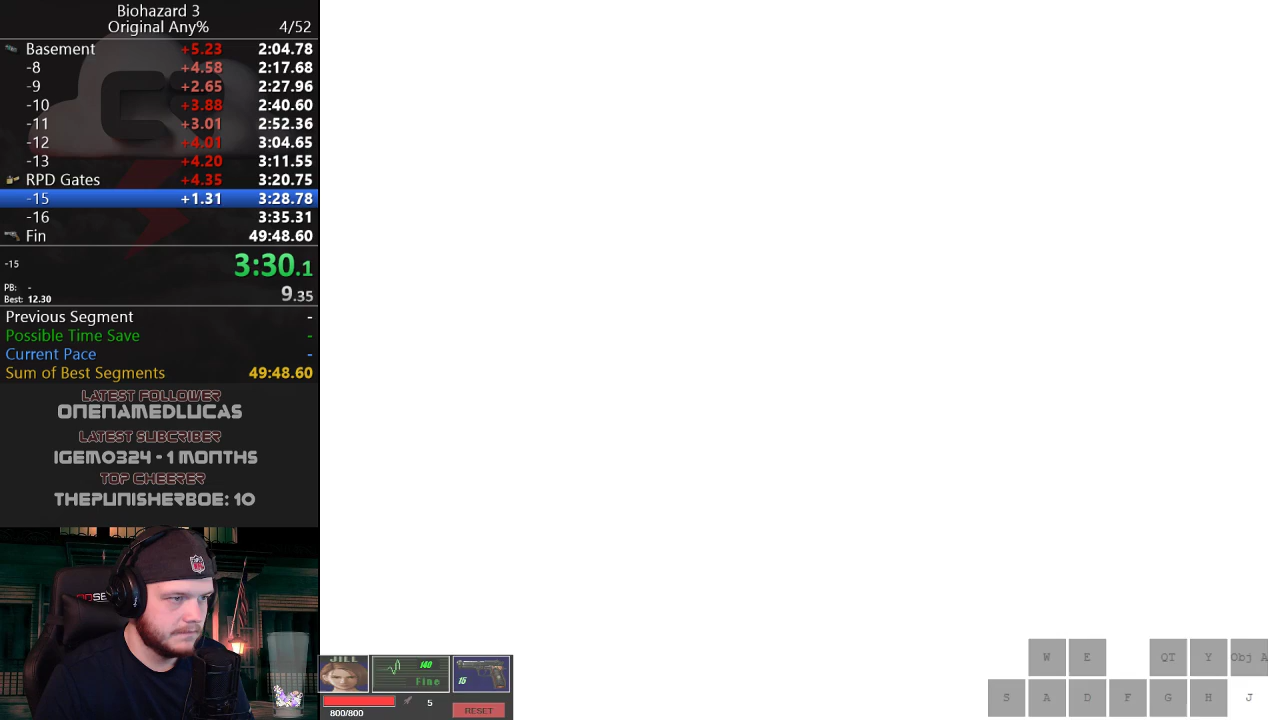 Biohazard 3
Original Any% 4/52
Basement +5.23 2:04.78
-8 +4.58 2:17.68
-9 +2.65 2:27.96
-10 +3.88 2:40.60
-11 +3.01 2:52.36
-12 +4.01 3:04.65
-13 +4.20 3:11.55
RPD Gates +4.35 3:20.75
-15 +1.31 3:28.78
-16 3:35.31
Fin 49:48.60
-15 3:30.1
PB: -
Best: 12.30 9.35
Previous Segment -
Possible Time Save -
Current Pace -
Sum of Best Segments 49:48.60
LATEST FOLLOWER
ONENAMEDLUCAS
LATEST SUBCRIBER
IGEM0324 - 1 MONTHS
TOP CHEERER
THEPUNISHERBOE: 10
JILL 140 Fine 15
800/800 5 RESET
W E QT Y Obj A
S A D F G H J